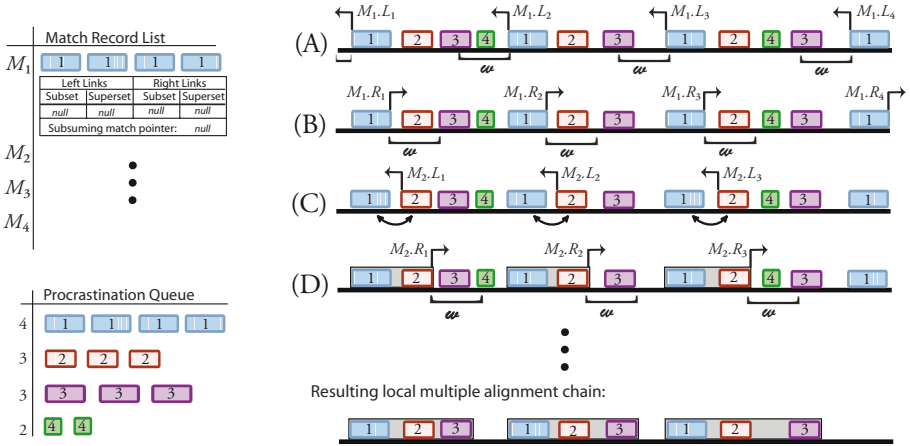 Match Record List
M1 1 1 1 1
Left Links Right Links
Subset Superset Subset Superset
null null null null
Subsuming match pointer: null
M2
M3
M4
Procrastination Queue
4 1 1 1 1
3 2 2 2
3 3 3 3
2 4 4
M1.L1 M1.L2 M1.L3 M1.L4
(A) 1 2 3 4 1 2 3 1 2 4 3 1
w w w
M1.R1 M1.R2 M1.R3 M1.R4
(B) 1 2 3 4 1 2 3 1 2 4 3 1
w w w
M2.L1 M2.L2 M2.L3
(C) 1 2 3 4 1 2 3 1 2 4 3 1
M2.R1 M2.R2 M2.R3
(D) 1 2 3 4 1 2 3 1 2 4 3 1
w w w
Resulting local multiple alignment chain:
1 2 3 1 2 3 1 2 3